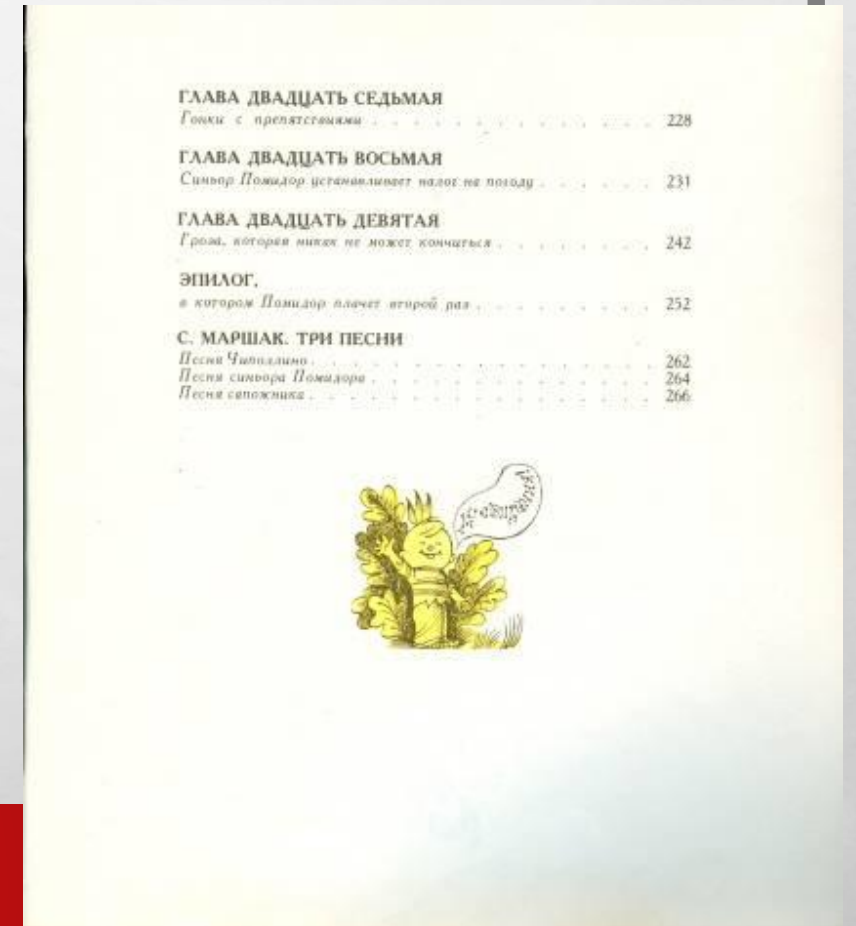 ГЛАВА ДВАДЦАТЬ СЕДЬМАЯ
Гонки с препятствиями . . . . . . . . . . . . . . 228
ГЛАВА ДВАДЦАТЬ ВОСЬМАЯ
Синьор Помидор устанавливает налог на погоду . . . . . . 231
ГЛАВА ДВАДЦАТЬ ДЕВЯТАЯ
Гроза, которая никак не может кончиться . . . . . . . . 242
ЭПИЛОГ,
в котором Помидор плачет второй раз . . . . . . . . . 252
С. МАРШАК. ТРИ ПЕСНИ
Песня Чиполлино . . . . . . . . . . . . . . . . 262
Песня синьора Помидора . . . . . . . . . . . . . 264
Песня сапожника . . . . . . . . . . . . . . . . 266
До свидания